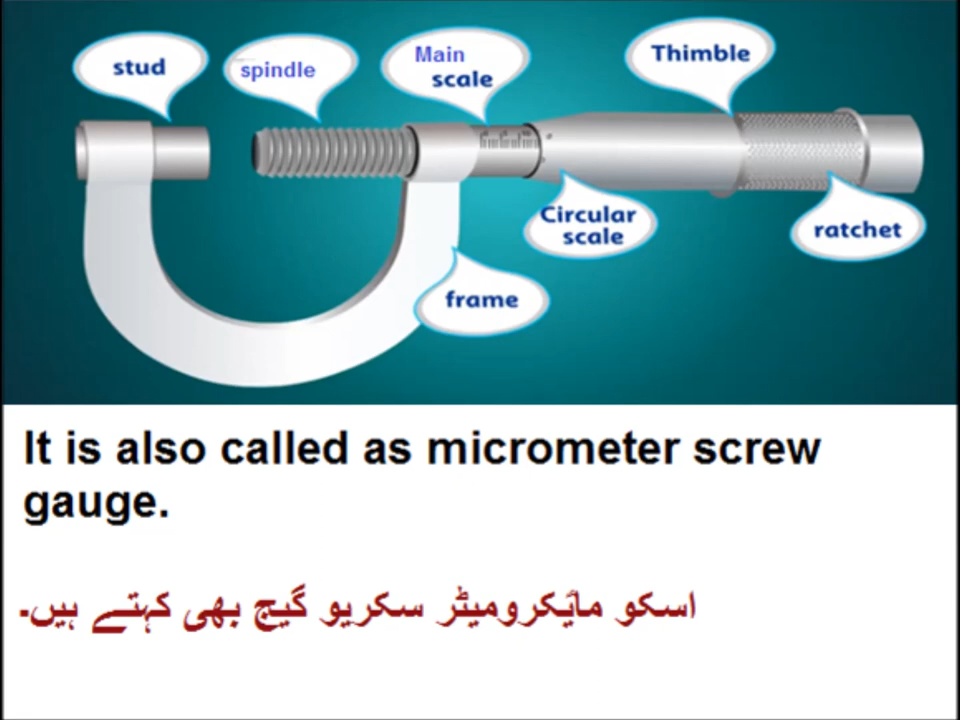 stud
spindle
Main
scale
Thimble
Circular
scale
ratchet
frame
It is also called as micrometer screw
gauge.
اسکو مائیکرومیٹر سکریو گیج بھی کہتے ہیں۔